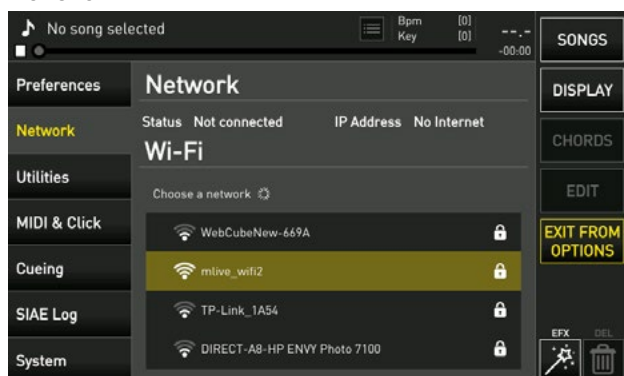 No song selected
Bpm [0]
Key [0]
--.-
-00:00
SONGS
Preferences
Network
DISPLAY
Network
Status Not connected IP Address No Internet
CHORDS
Wi-Fi
Utilities
Choose a network
EDIT
MIDI & Click
WebCubeNew-669A
EXIT FROM
OPTIONS
Cueing
mlive_wifi2
SIAE Log
TP-Link_1A54
EFX DEL
System
DIRECT-A8-HP ENVY Photo 7100